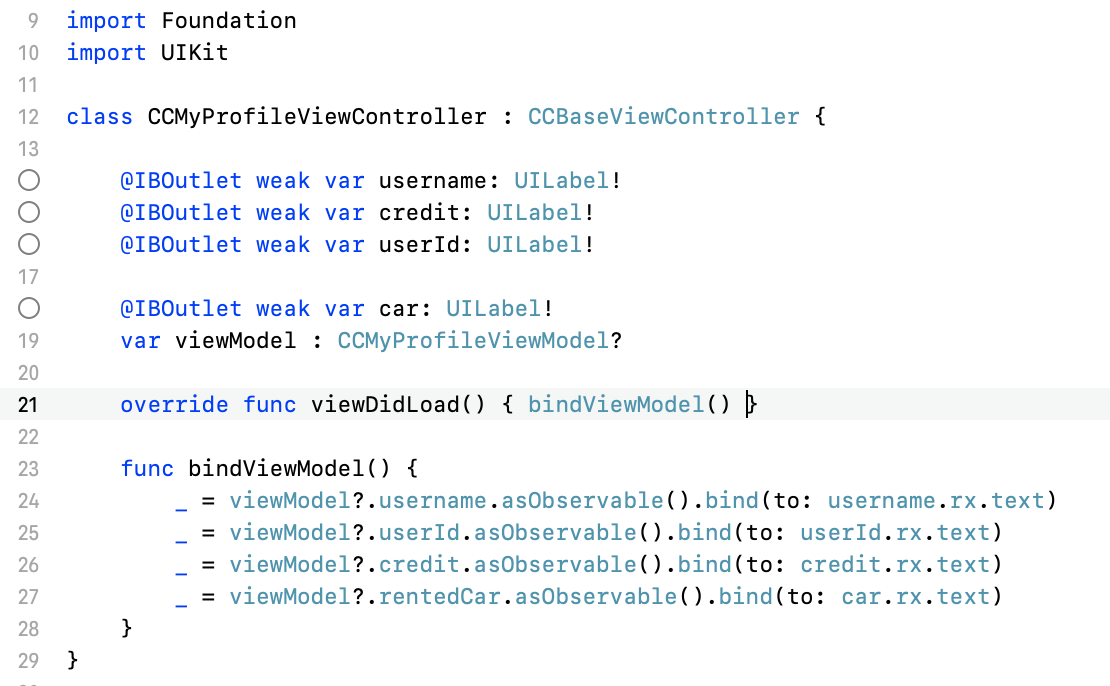 9 import Foundation
10 import UIKit
11
12 class CCMyProfileViewController : CCBaseViewController {
13
@IBOutlet weak var username: UILabel!
@IBOutlet weak var credit: UILabel!
@IBOutlet weak var userId: UILabel!
17
@IBOutlet weak var car: UILabel!
19 var viewModel : CCMyProfileViewModel?
20
21 override func viewDidLoad() { bindViewModel() }
22
23 func bindViewModel() {
24 _ = viewModel?.username.asObservable().bind(to: username.rx.text)
25 _ = viewModel?.userId.asObservable().bind(to: userId.rx.text)
26 _ = viewModel?.credit.asObservable().bind(to: credit.rx.text)
27 _ = viewModel?.rentedCar.asObservable().bind(to: car.rx.text)
28 }
29 }